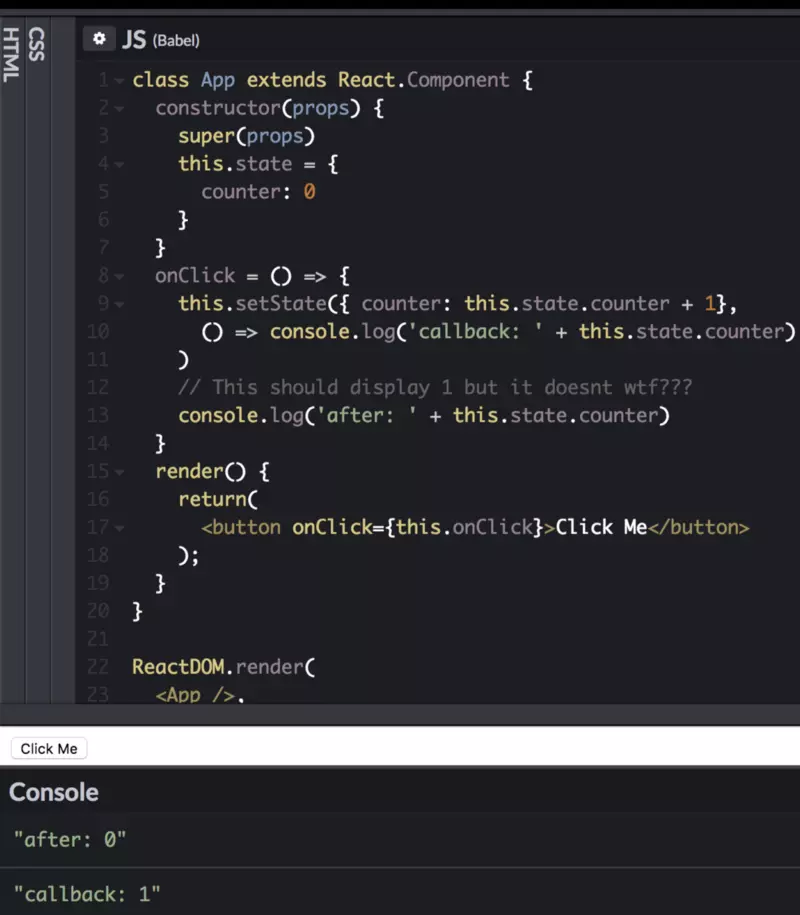 HTML
CSS
JS (Babel)
1 class App extends React.Component {
2 constructor(props) {
3 super(props)
4 this.state = {
5 counter: 0
6 }
7 }
8 onClick = () => {
9 this.setState({ counter: this.state.counter + 1},
10 () => console.log('callback: ' + this.state.counter)
11 )
12 // This should display 1 but it doesnt wtf???
13 console.log('after: ' + this.state.counter)
14 }
15 render() {
16 return(
17 <button onClick={this.onClick}>Click Me</button>
18 );
19 }
20 }
21
22 ReactDOM.render(
23 <App />,
Click Me
Console
"after: 0"
"callback: 1"